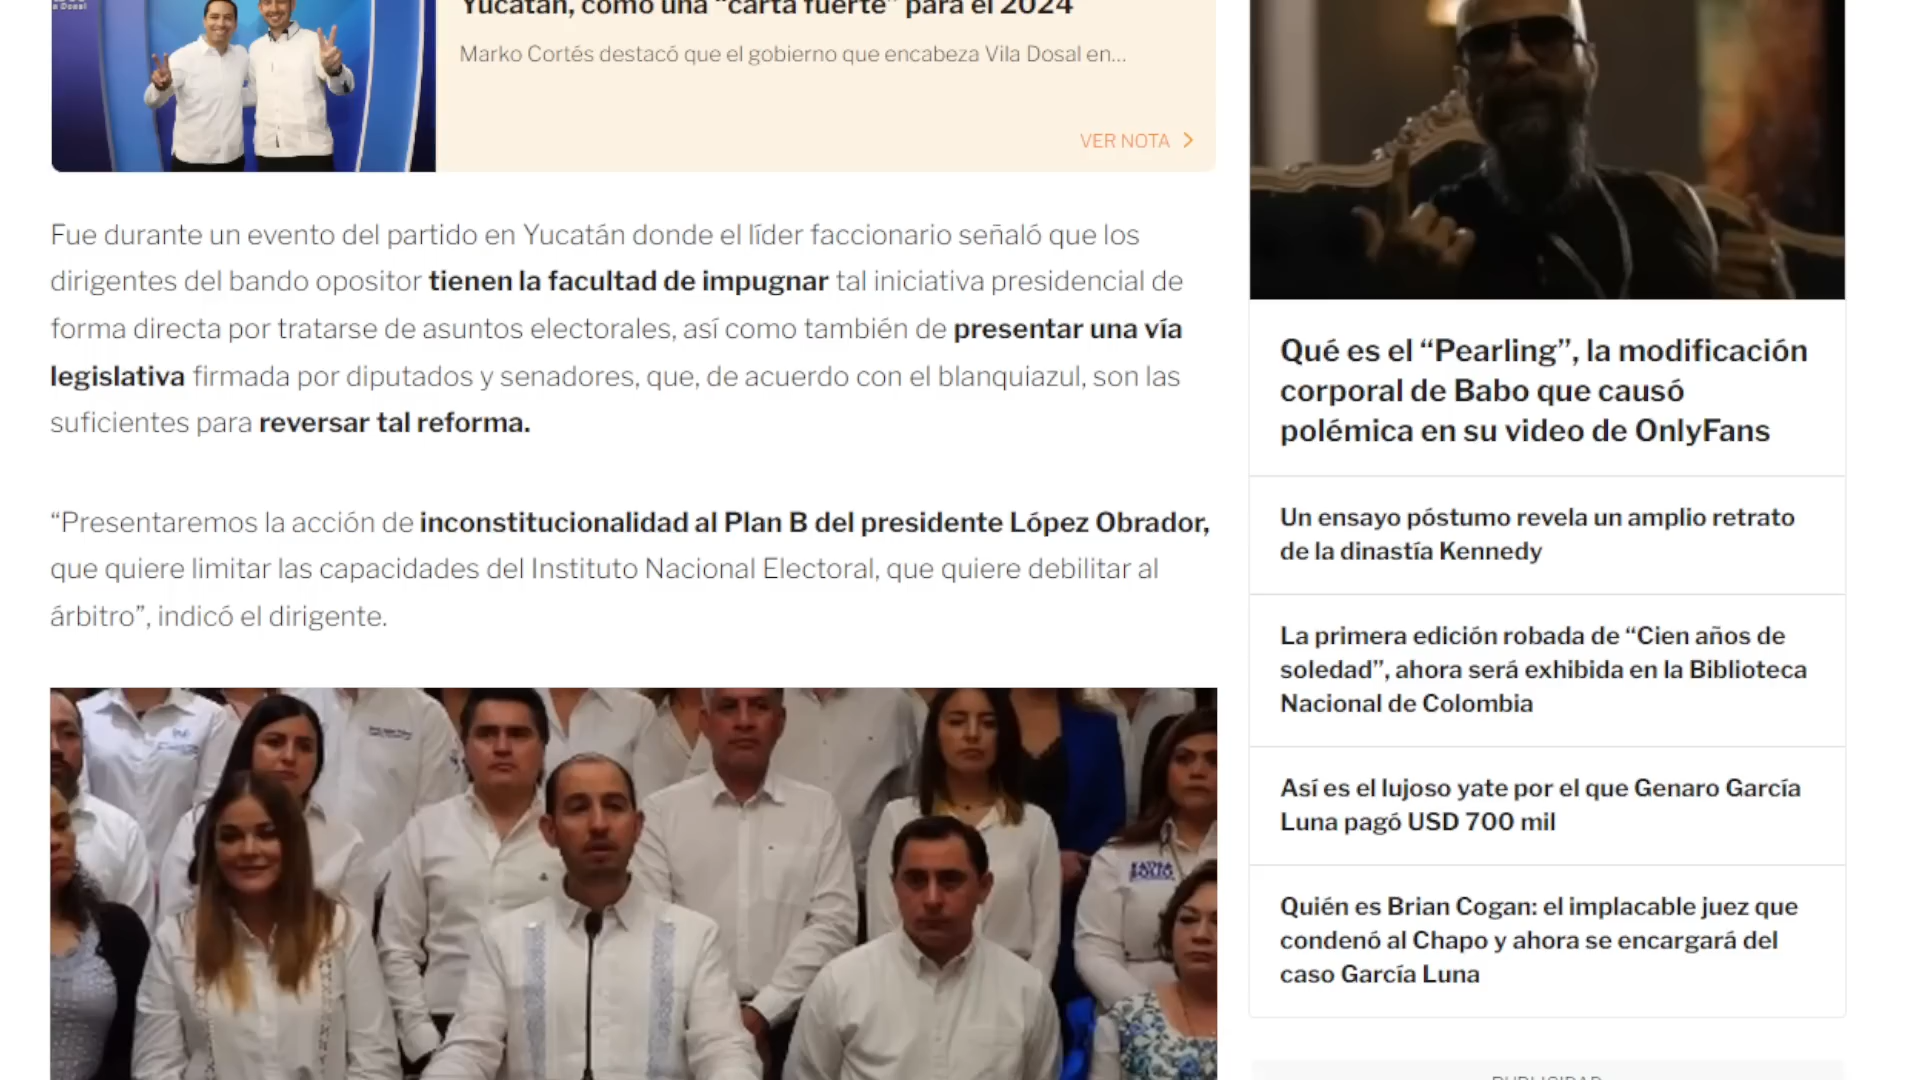 a Dosal
Yucatán, como una “carta fuerte” para el 2024
Marko Cortés destacó que el gobierno que encabeza Vila Dosal en...
VER NOTA
Fue durante un evento del partido en Yucatán donde el líder faccionario señaló que los
dirigentes del bando opositor tienen la facultad de impugnar tal iniciativa presidencial de
forma directa por tratarse de asuntos electorales, así como también de presentar una vía
legislativa firmada por diputados y senadores, que, de acuerdo con el blanquiazul, son las
suficientes para reversar tal reforma.
“Presentaremos la acción de inconstitucionalidad al Plan B del presidente López Obrador,
que quiere limitar las capacidades del Instituto Nacional Electoral, que quiere debilitar al
árbitro”, indicó el dirigente.
Qué es el “Pearling”, la modificación
corporal de Babo que causó
polémica en su video de OnlyFans
Un ensayo póstumo revela un amplio retrato
de la dinastía Kennedy
La primera edición robada de “Cien años de
soledad”, ahora será exhibida en la Biblioteca
Nacional de Colombia
Así es el lujoso yate por el que Genaro García
Luna pagó USD 700 mil
Quién es Brian Cogan: el implacable juez que
condenó al Chapo y ahora se encargará del
caso García Luna
PUBLICIDAD